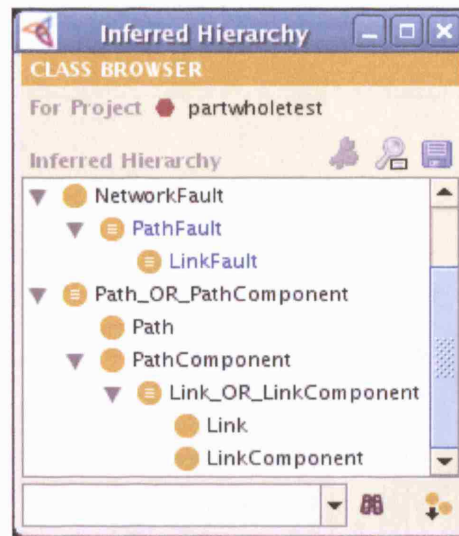 Inferred Hierarchy
CLASS BROWSER
For Project partwholetest
Inferred Hierarchy
NetworkFault
PathFault
LinkFault
Path_OR_PathComponent
Path
PathComponent
Link_OR_LinkComponent
Link
LinkComponent